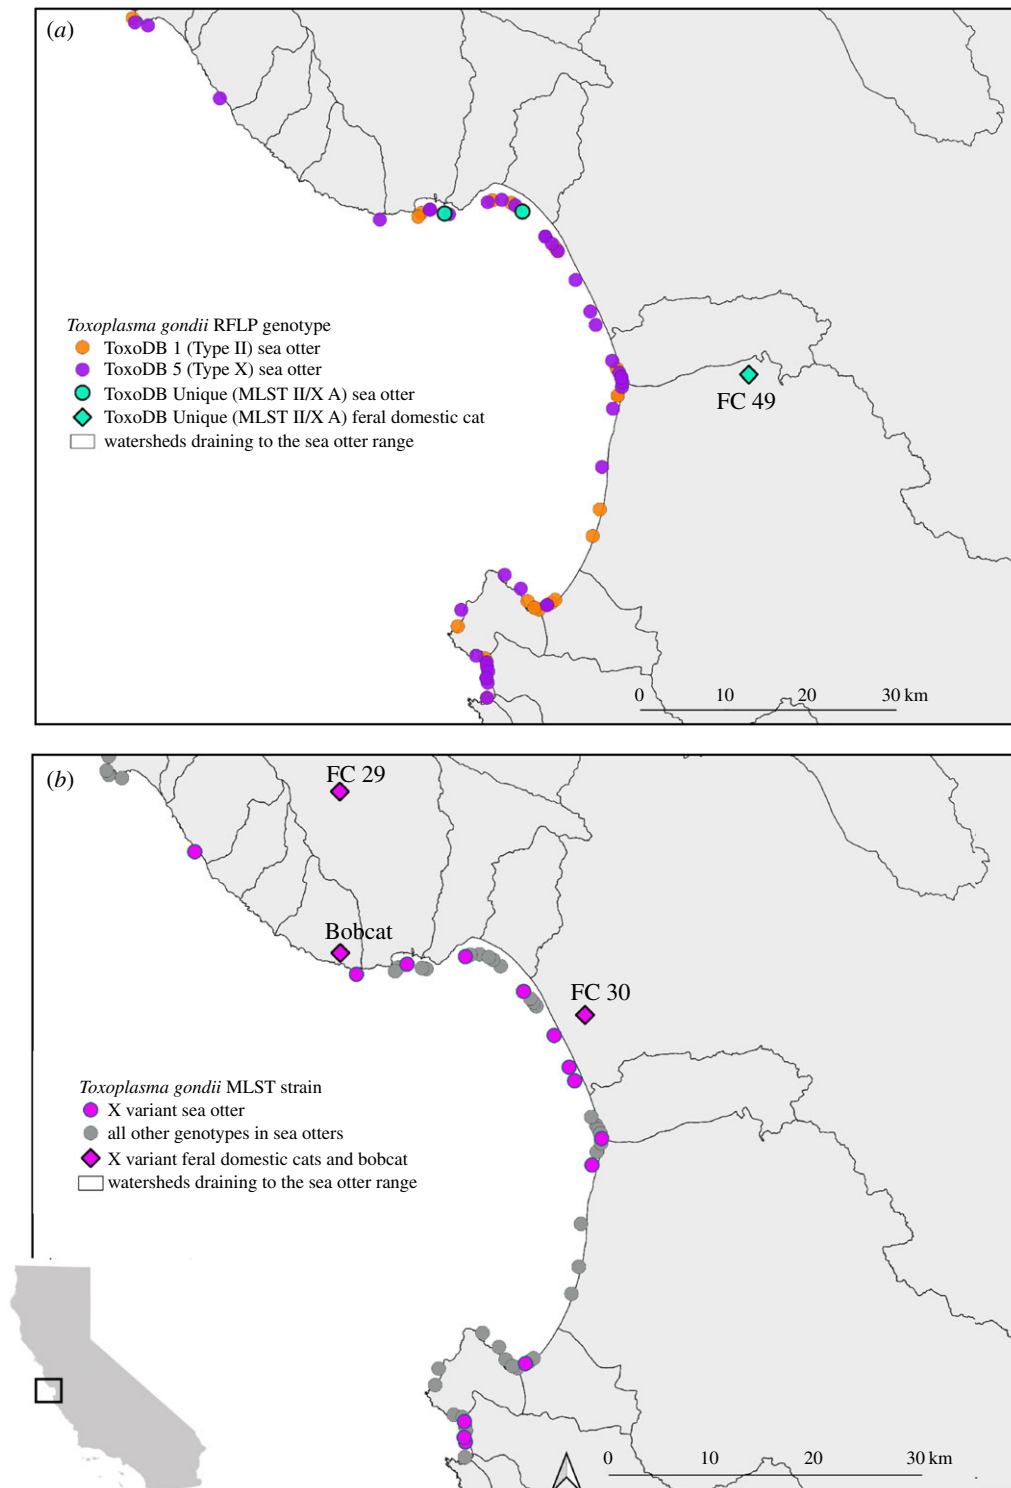 (a)
Toxoplasma gondii RFLP genotype
ToxoDB 1 (Type II) sea otter
ToxoDB 5 (Type X) sea otter
ToxoDB Unique (MLST II/X A) sea otter
ToxoDB Unique (MLST II/X A) feral domestic cat
watersheds draining to the sea otter range
FC 49
0 10 20 30 km
(b)
FC 29
Bobcat
FC 30
Toxoplasma gondii MLST strain
X variant sea otter
all other genotypes in sea otters
X variant feral domestic cats and bobcat
watersheds draining to the sea otter range
0 10 20 30 km